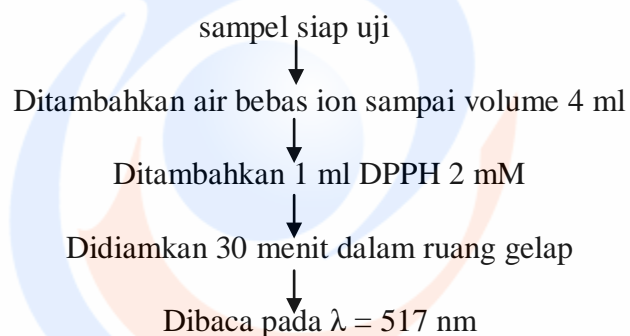 sampel siap uji
Ditambahkan air bebas ion sampai volume 4 ml
Ditambahkan 1 ml DPPH 2 mM
Didiamkan 30 menit dalam ruang gelap
Dibaca pada λ = 517 nm